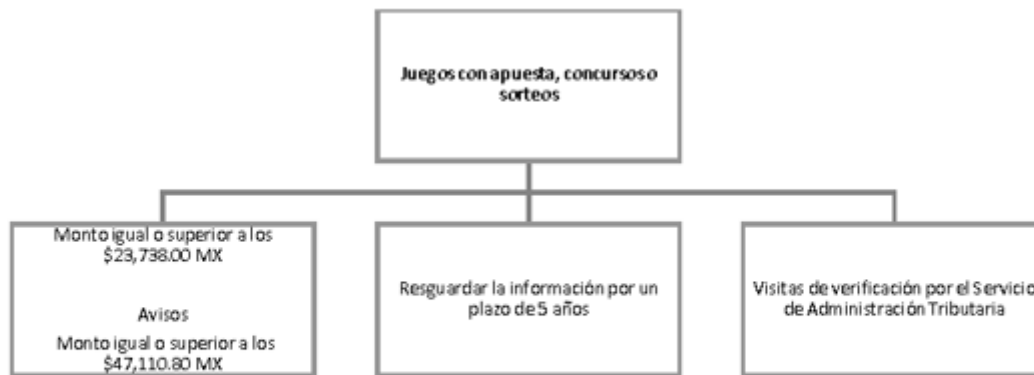 Juegos con apuesta, concursos o
sorteos
Monto igual o superior a los
$23,738.00 MX
Avisos
Monto igual o superior a los
$47,110.80 MX
Resguardar la información por un
plazo de 5 años
Visitas de verificación por el Servicio
de Administración Tributaria